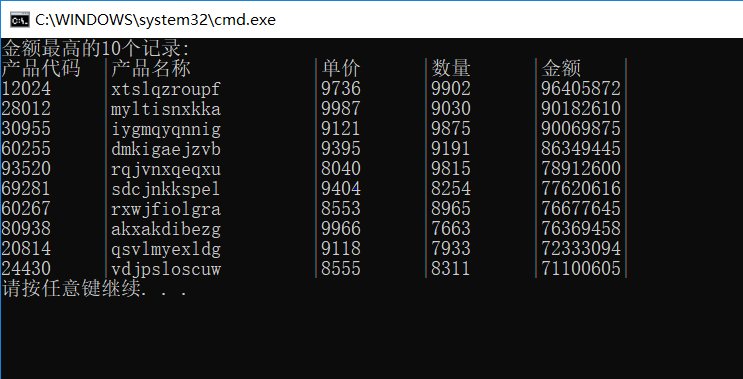 C:\WINDOWS\system32\cmd.exe
金额最高的10个记录:
产品代码 产品名称 单价 数量 金额
12024 xtslqzroupf 9736 9902 96405872
28012 myltisnxkka 9987 9030 90182610
30955 iygmqyqnnig 9121 9875 90069875
60255 dmkigaejzvb 9395 9191 86349445
93520 rqjvnxqeqxu 8040 9815 78912600
69281 sdcjnkkspel 9404 8254 77620616
60267 rxwjfiolgra 8553 8965 76677645
80938 akxakdibezg 9966 7663 76369458
20814 qsvlmyexldg 9118 7933 72333094
24430 vdjpsloscuw 8555 8311 71100605
请按任意键继续. . .